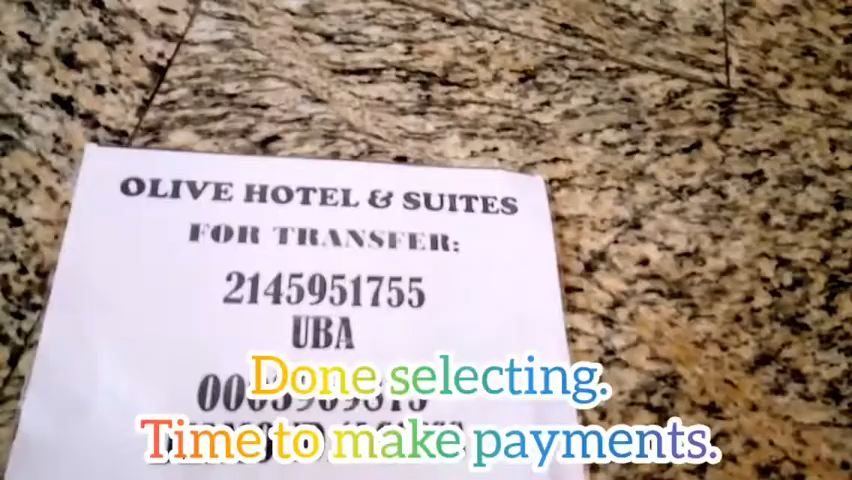 OLIVE HOTEL & SUITES
FOR TRANSFER:
2145951755
UBA
Done selecting.
Time to make payments.